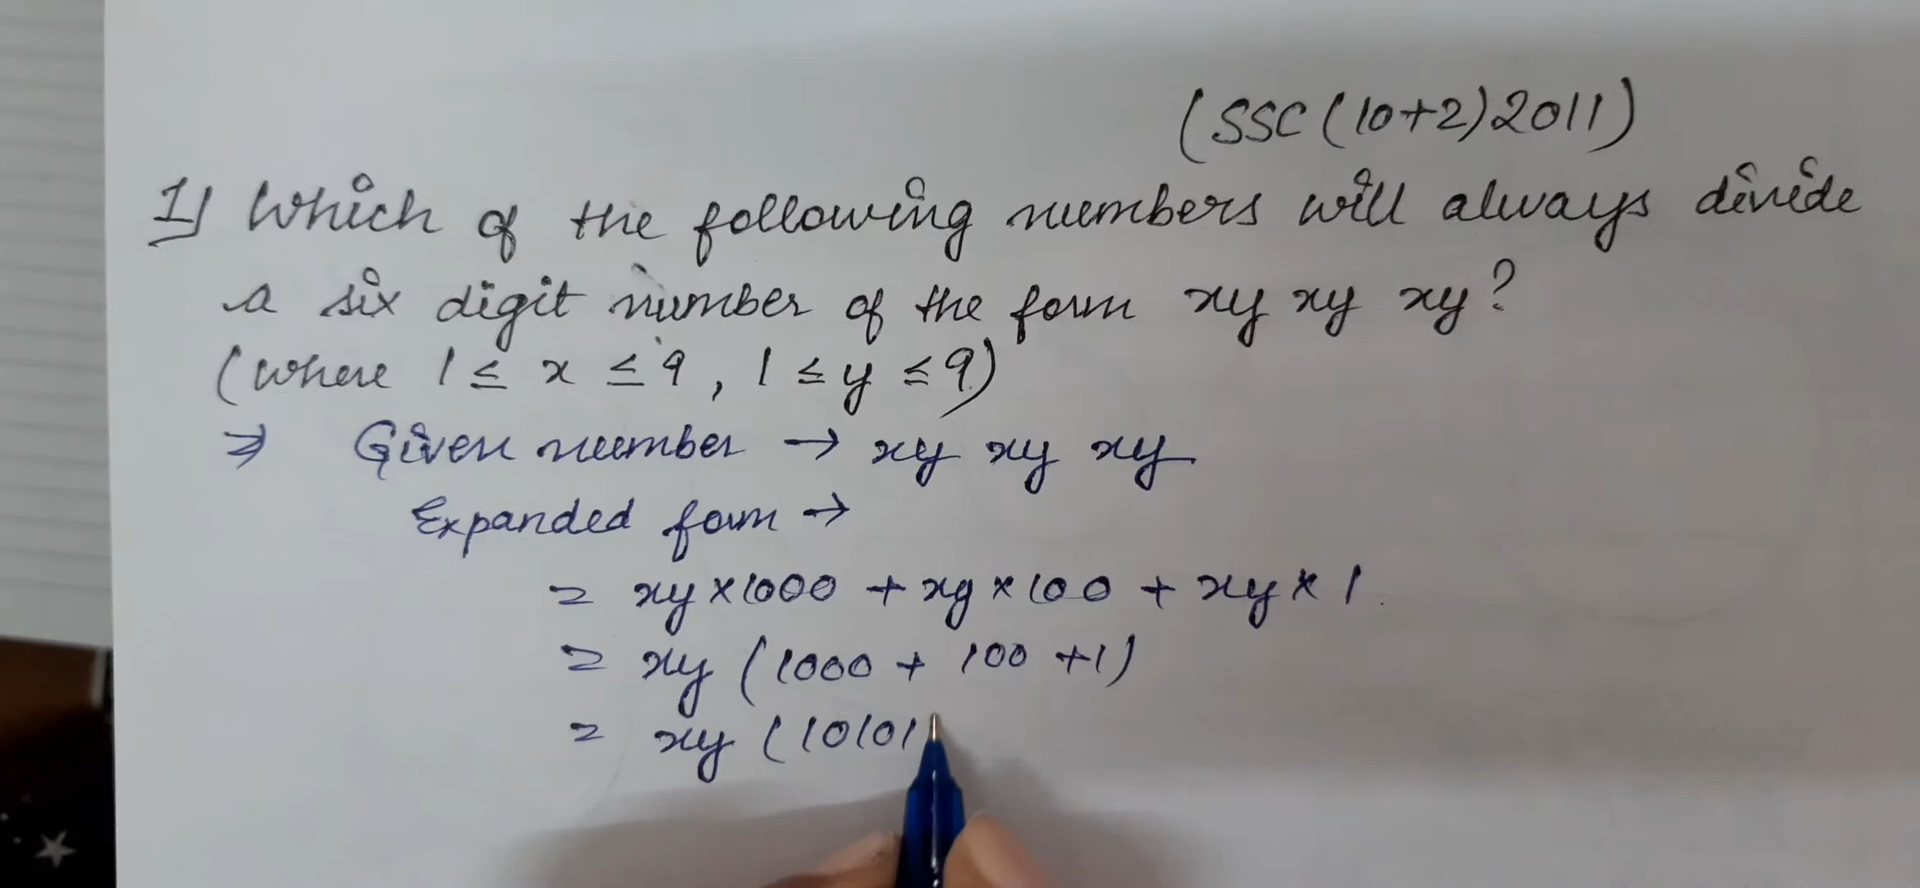 (SSC (10+2) 2011)
1) Which of the following numbers will always divide
a six digit number of the form xy xy xy?
(where 1 ≤ x ≤ 9, 1 ≤ y ≤ 9)
⇒ Given number → xy xy xy
Expanded form →
= xy × 1000 + xy × 100 + xy × 1
= xy (1000 + 100 + 1)
= xy (10101